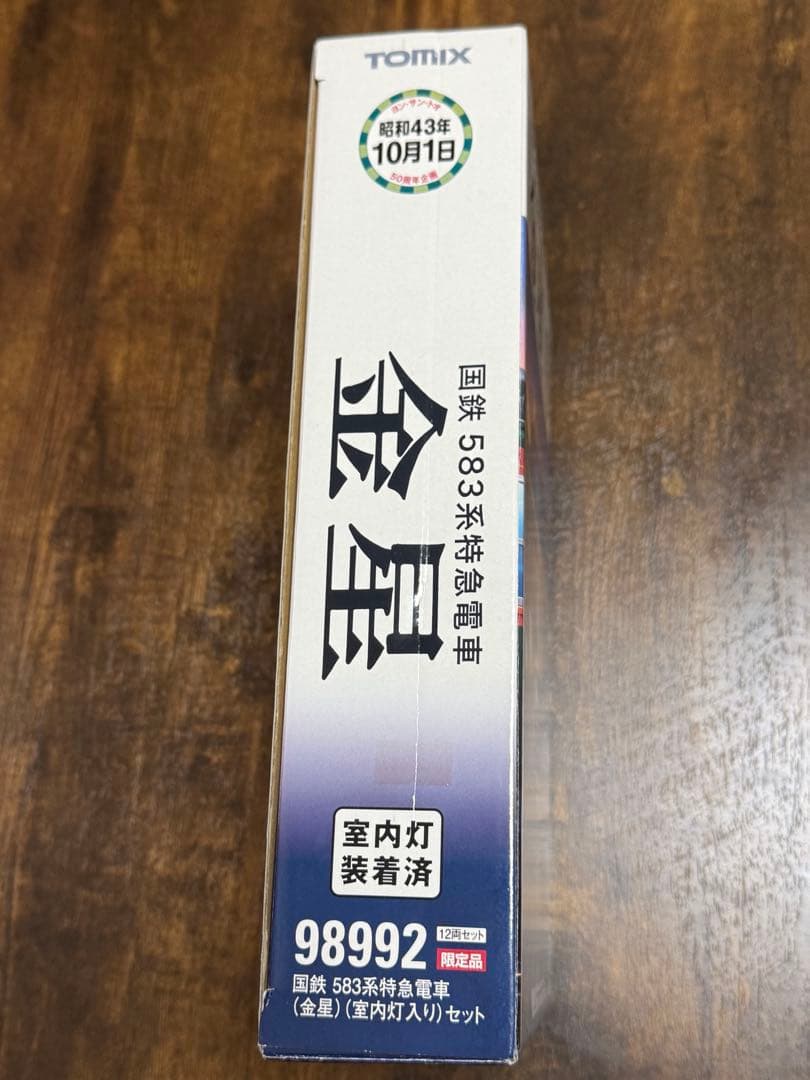 TOMIX
ヨン・サン・トオ
昭和43年
10月1日
50周年企画
国鉄 583系特急電車
金星
室内灯
装着済
98992
12両セット
限定品
国鉄 583系特急電車
(金星)(室内灯入り)セット